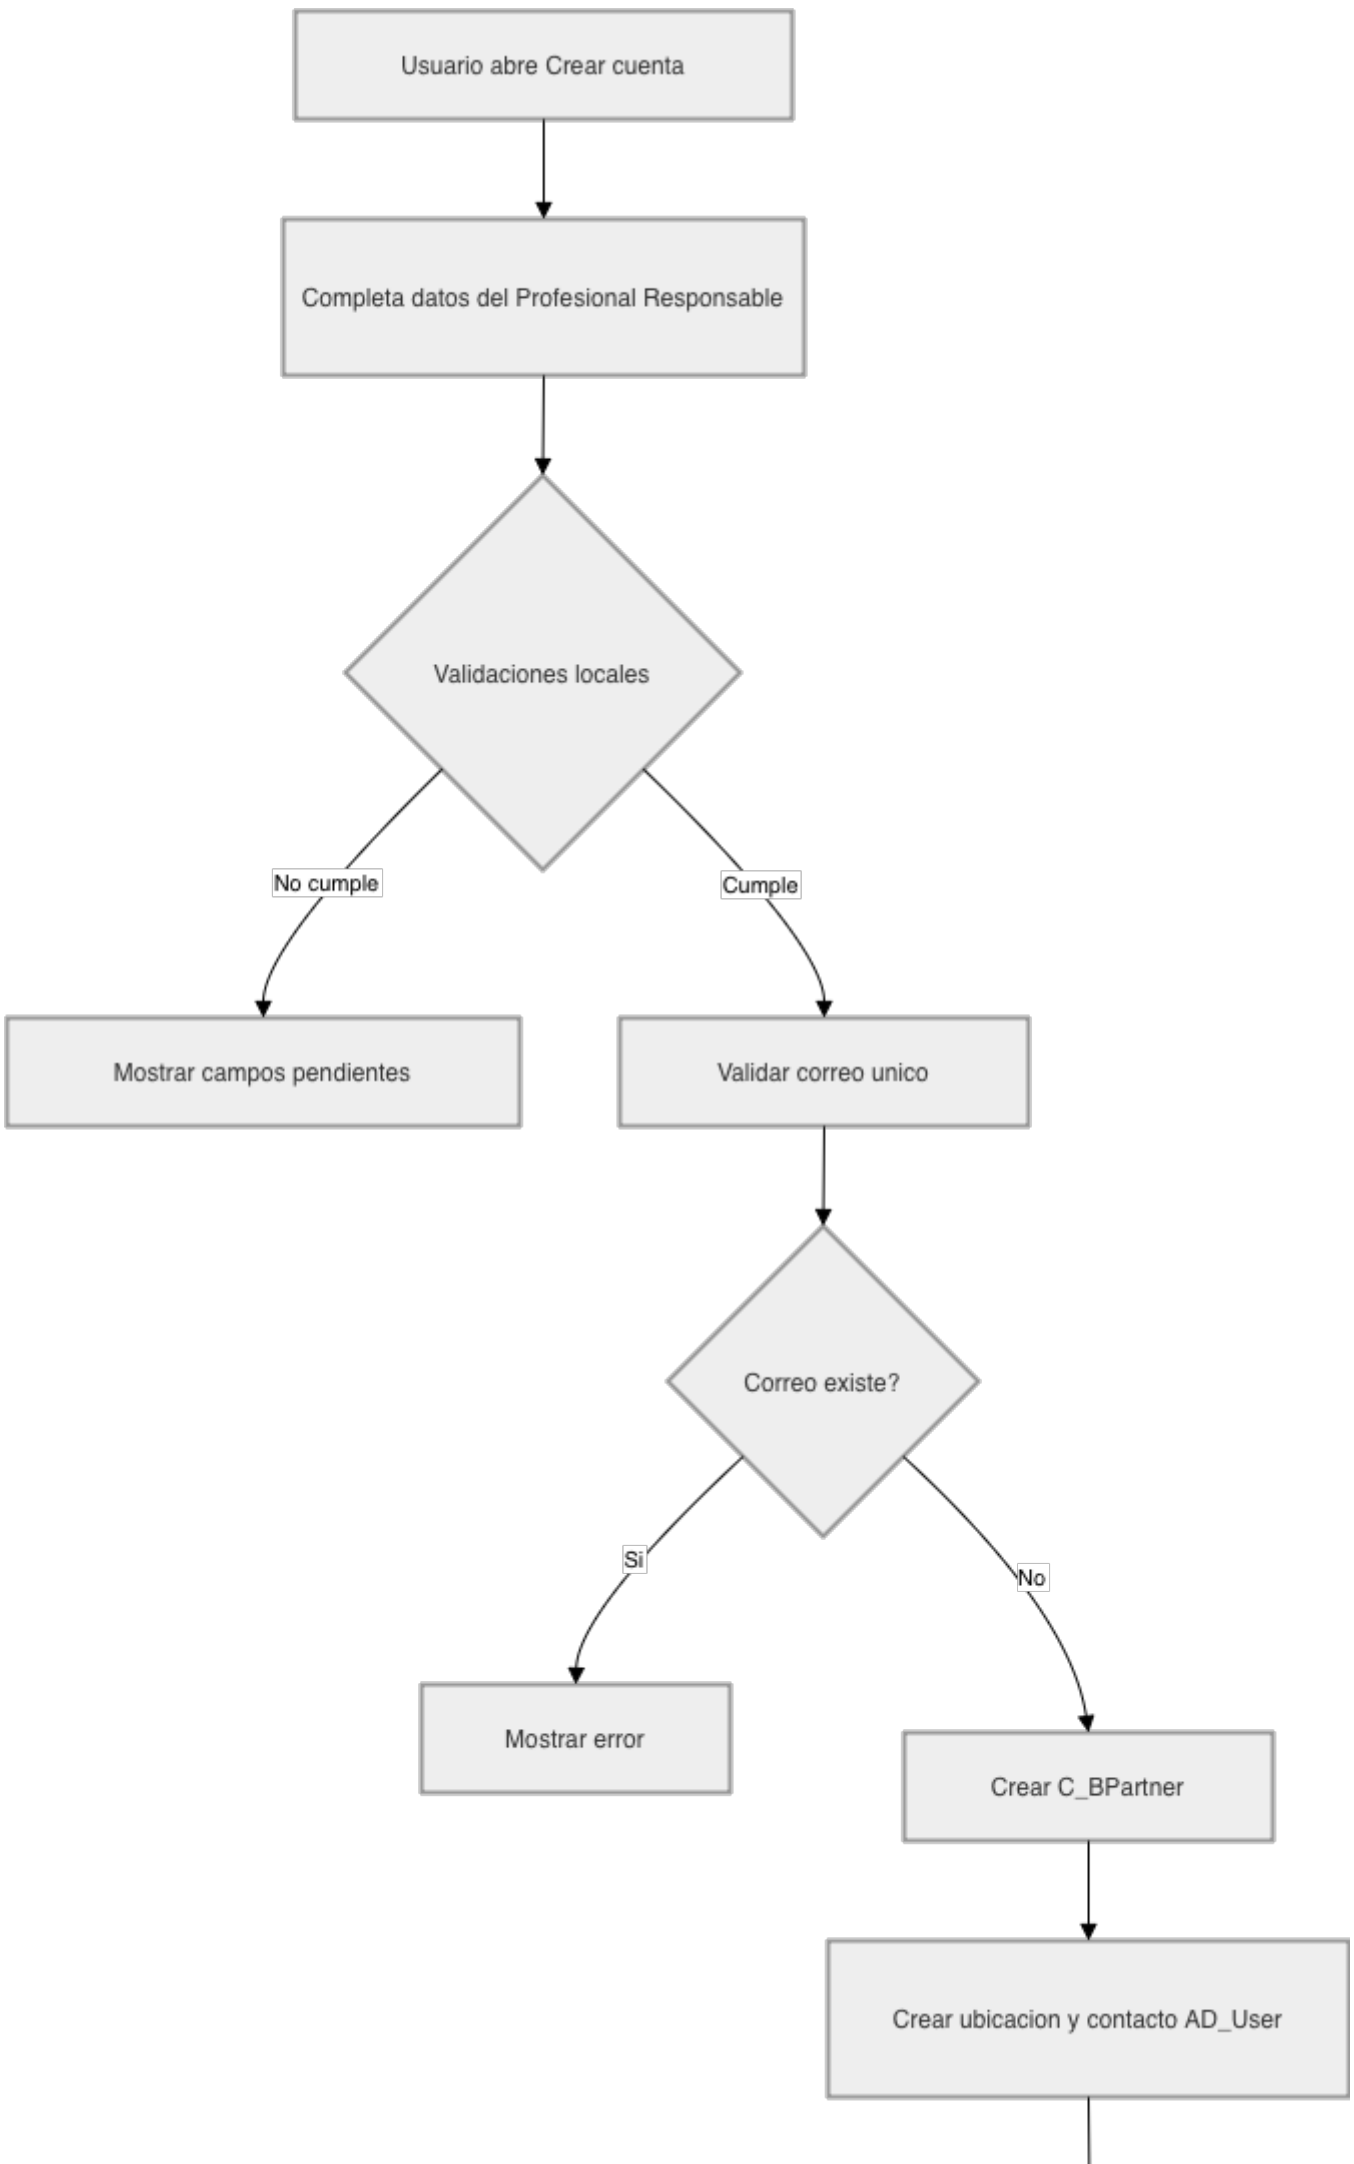 Usuario abre Crear cuenta
Completa datos del Profesional Responsable
Validaciones locales
No cumple
Cumple
Mostrar campos pendientes
Validar correo unico
Correo existe?
Si
No
Mostrar error
Crear C_BPartner
Crear ubicacion y contacto AD_User